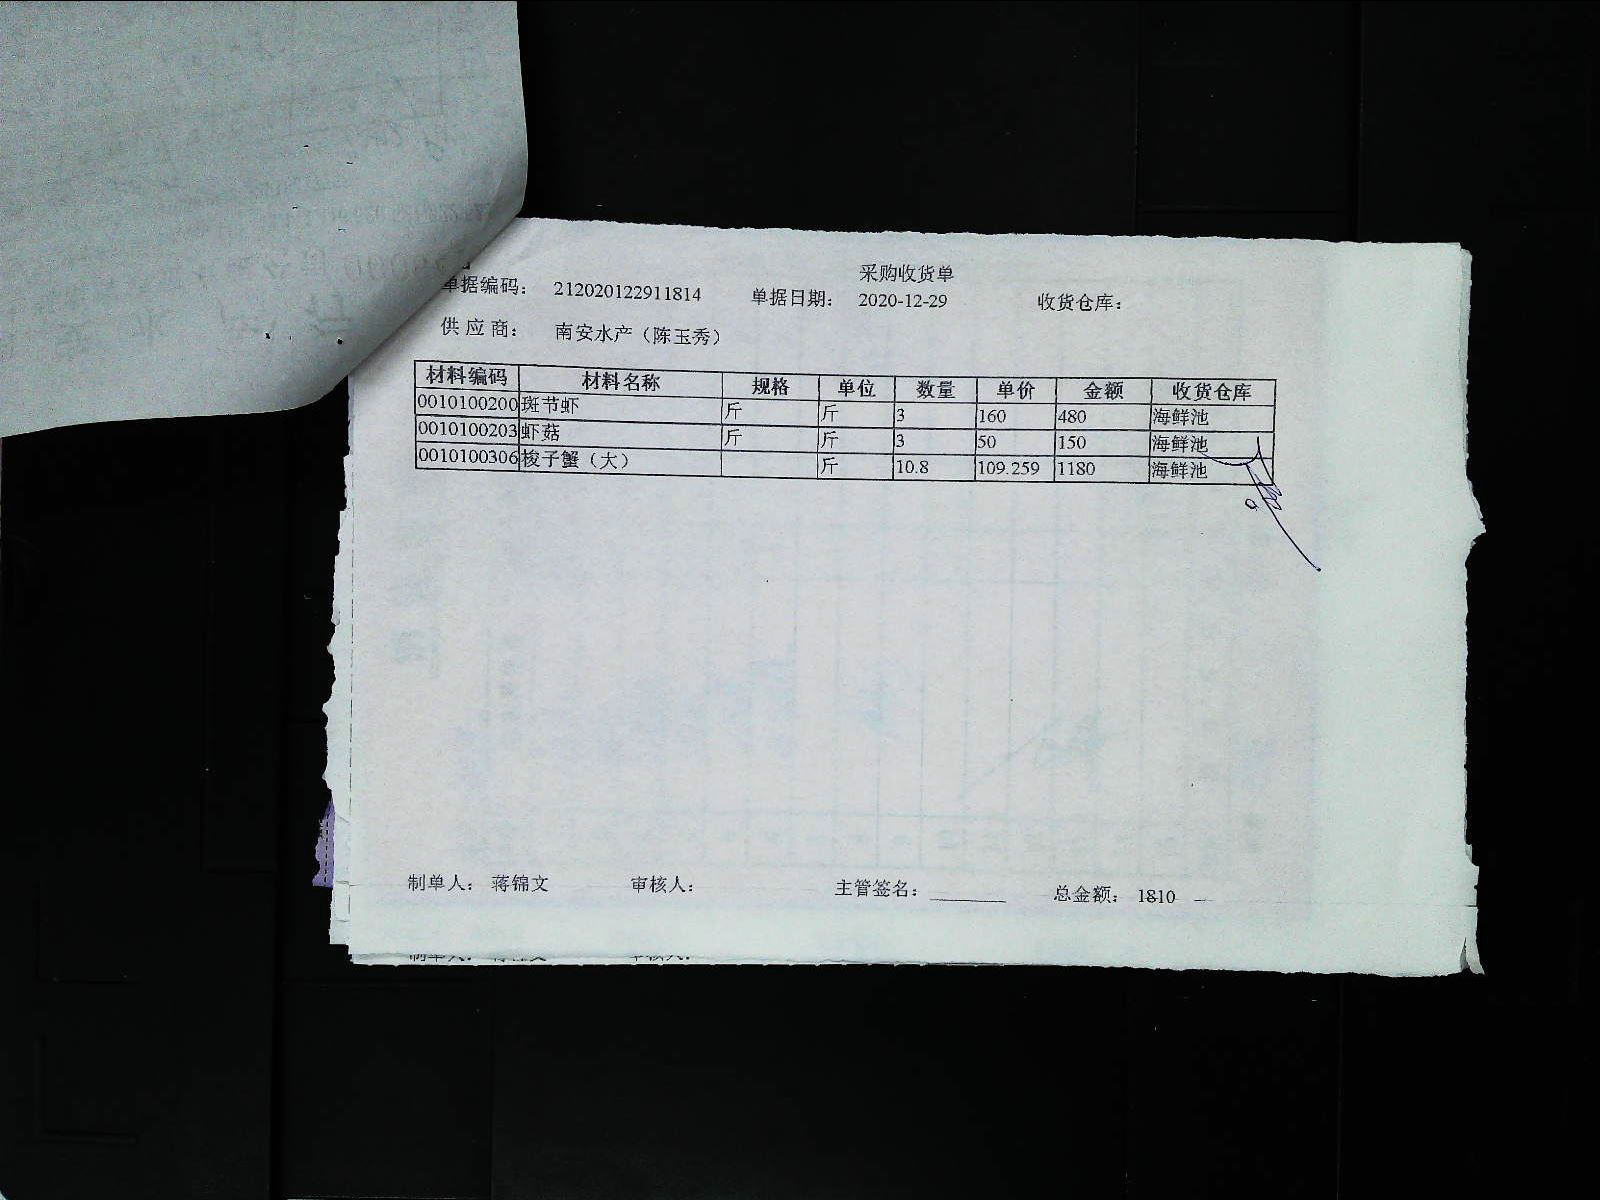 采购收货单
单据编码： 212020122911814 单据日期： 2020-12-29 收货仓库：
供 应 商： 南安水产（陈玉秀）
材料编码 材料名称 规格 单位 数量 单价 金额 收货仓库
0010100200 斑节虾 斤 斤 3 160 480 海鲜池
0010100203 虾菇 斤 斤 3 50 150 海鲜池
0010100306 梭子蟹（大） 斤 10.8 109.259 1180 海鲜池
制单人： 蒋锦文 审核人： 主管签名： 总金额： 1810